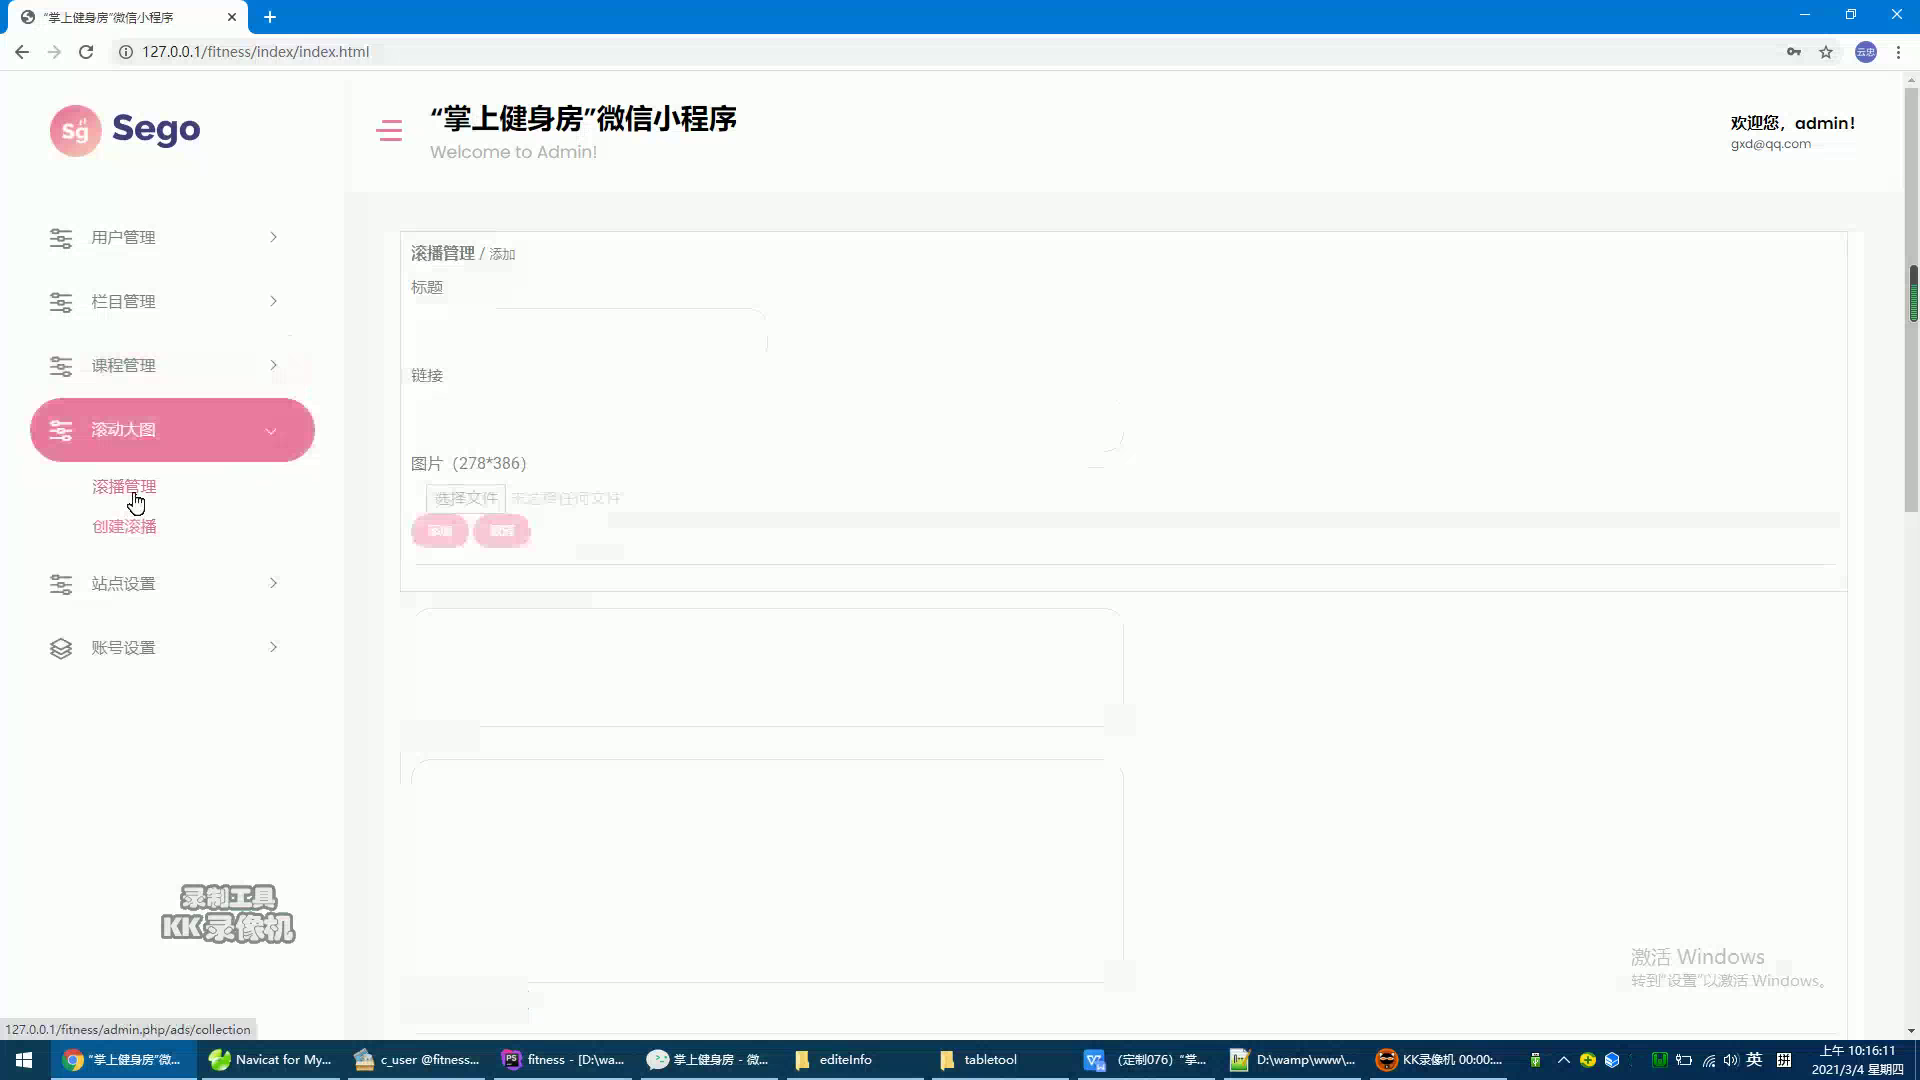 “掌上健身房”微信小程序
127.0.0.1/fitness/index/index.html
云忠
Sg
Sego
“掌上健身房”微信小程序
Welcome to Admin!
欢迎您，admin!
gxd@qq.com
用户管理
栏目管理
课程管理
滚动大图
滚播管理
创建滚播
站点设置
账号设置
滚播管理 / 添加
标题
链接
图片（278*386）
选择文件 未选择任何文件
录制工具
KK录像机
激活 Windows
转到“设置”以激活 Windows。
127.0.0.1/fitness/admin.php/ads/collection
“掌上健身房”微...
Navicat for My...
c_user @fitness...
fitness - [D:\wa...
掌上健身房 - 微...
editeInfo
tabletool
（定制076）“掌...
D:\wamp\www\...
KK录像机 00:00:...
英
拼
上午 10:16:11
2021/3/4 星期四